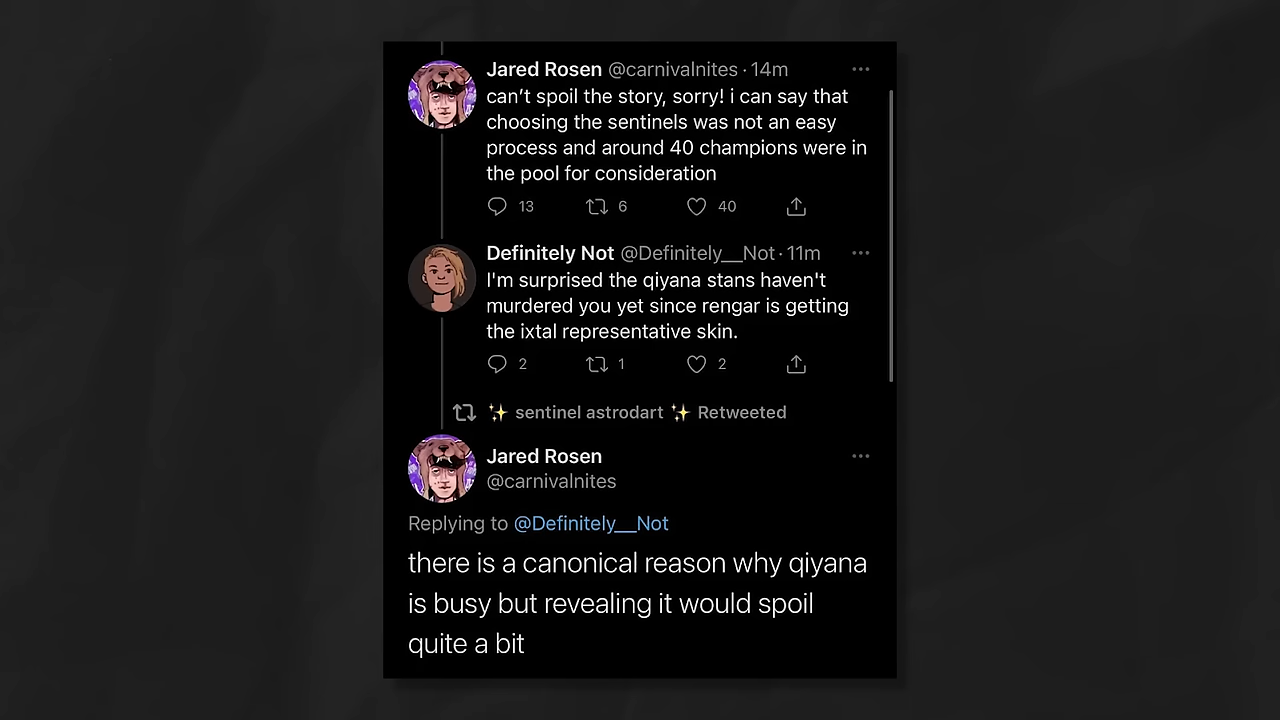 Jared Rosen @carnivalnites · 14m
can’t spoil the story, sorry! i can say that
choosing the sentinels was not an easy
process and around 40 champions were in
the pool for consideration
13 6 40
Definitely Not @Definitely__Not · 11m
I'm surprised the qiyana stans haven't
murdered you yet since rengar is getting
the ixtal representative skin.
2 1 2
✨ sentinel astrodart ✨ Retweeted
Jared Rosen
@carnivalnites
Replying to @Definitely__Not
there is a canonical reason why qiyana
is busy but revealing it would spoil
quite a bit